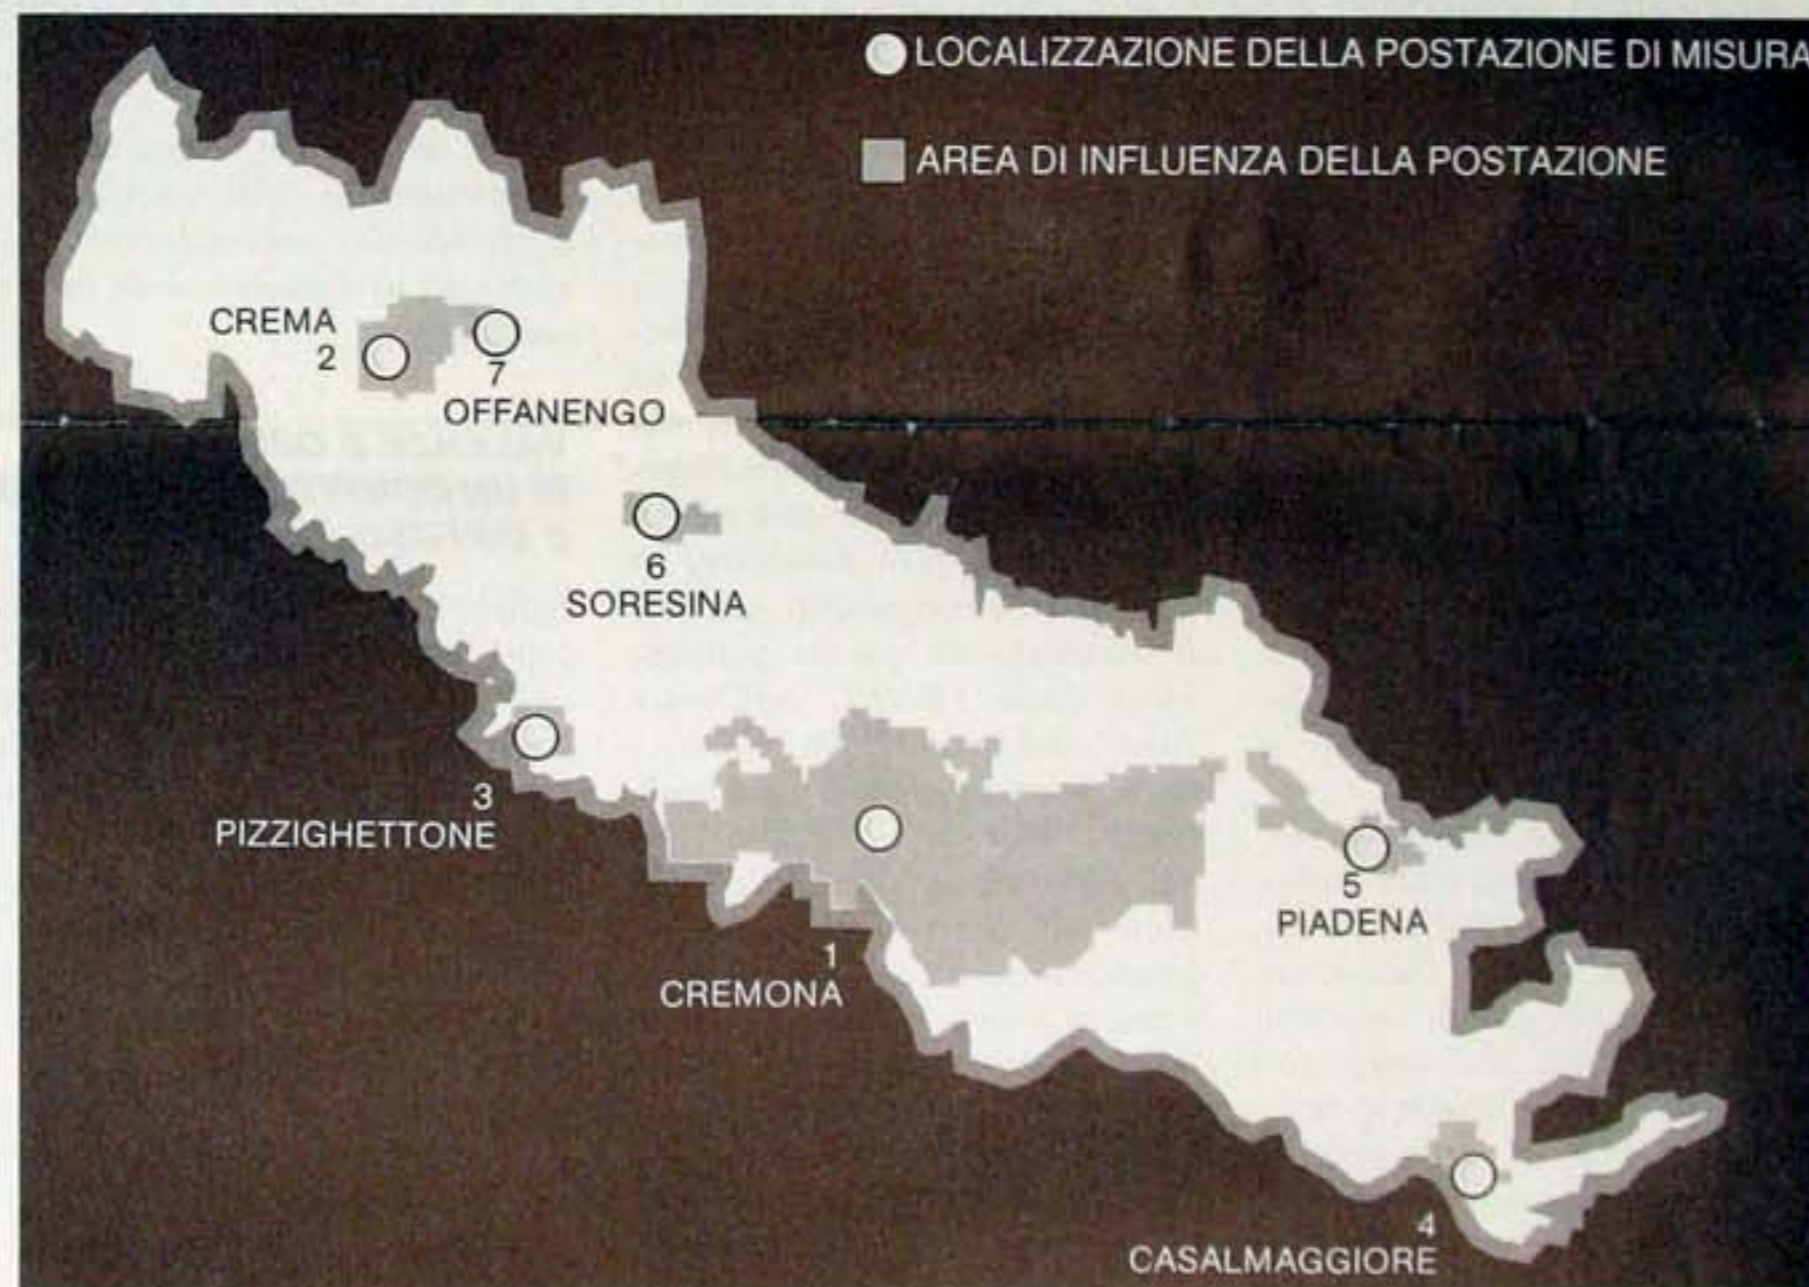 LOCALIZZAZIONE DELLA POSTAZIONE DI MISURA
AREA DI INFLUENZA DELLA POSTAZIONE
CREMA
2
7
OFFANENGO
6
SORESINA
3
PIZZIGHETTONE
5
PIADENA
1
CREMONA
4
CASALMAGGIORE